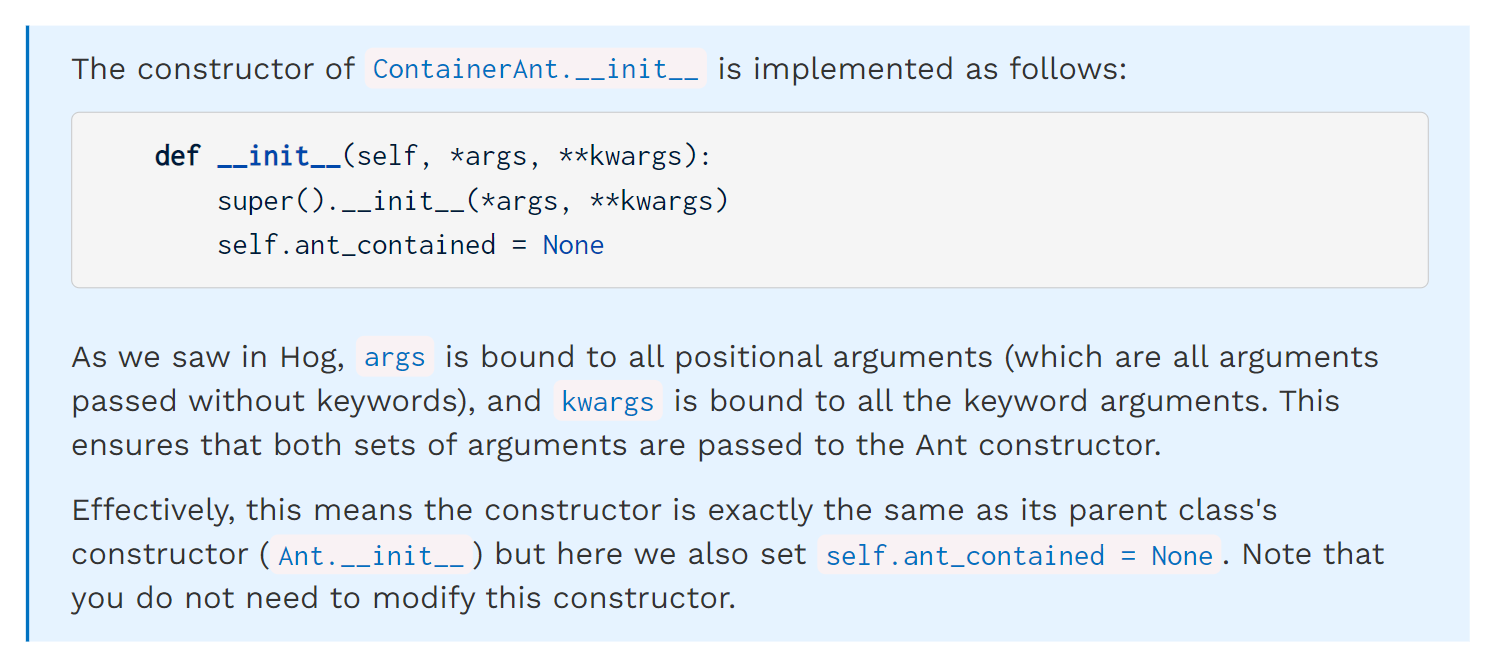 The constructor of ContainerAnt.__init__ is implemented as follows:
def __init__(self, *args, **kwargs):
super().__init__(*args, **kwargs)
self.ant_contained = None
As we saw in Hog, args is bound to all positional arguments (which are all arguments
passed without keywords), and kwargs is bound to all the keyword arguments. This
ensures that both sets of arguments are passed to the Ant constructor.
Effectively, this means the constructor is exactly the same as its parent class's
constructor ( Ant.__init__ ) but here we also set self.ant_contained = None . Note that
you do not need to modify this constructor.